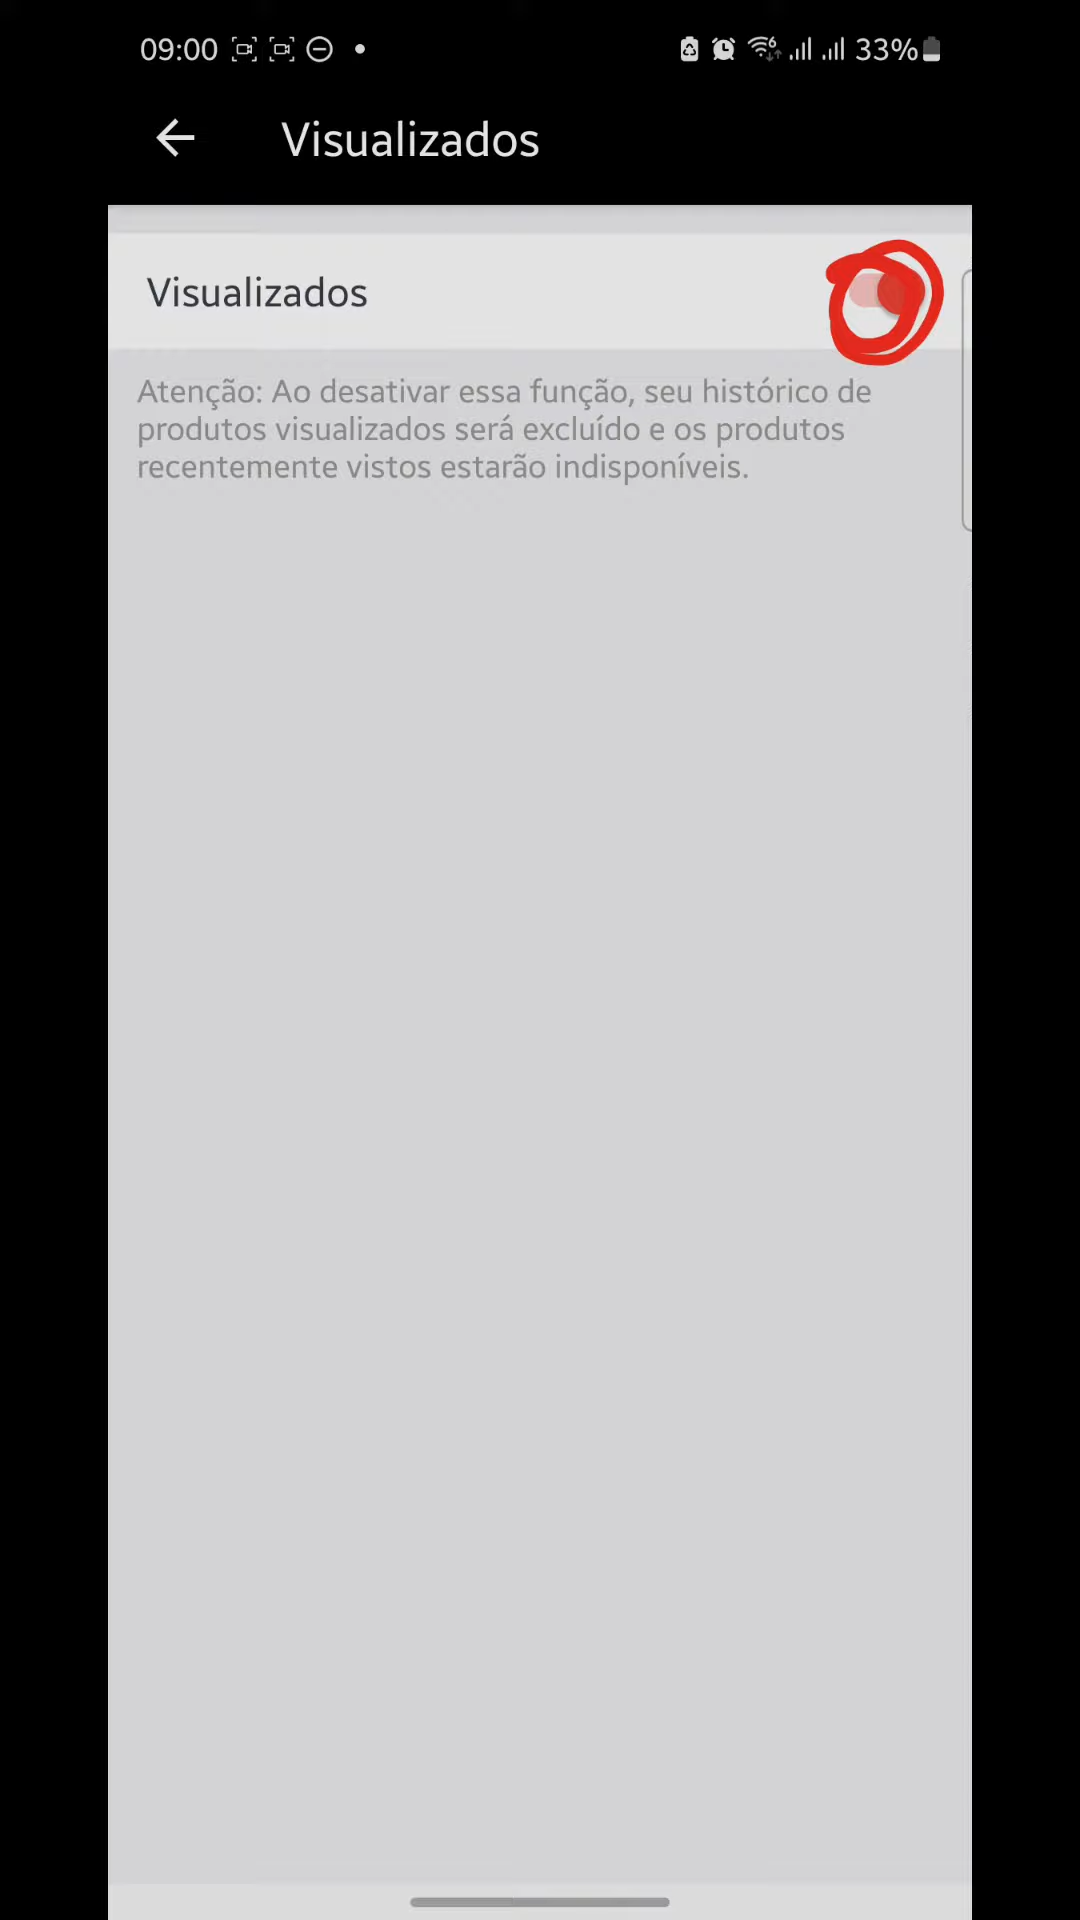 09:00
33%
Visualizados
Visualizados
Atenção: Ao desativar essa função, seu histórico de
produtos visualizados será excluído e os produtos
recentemente vistos estarão indisponíveis.